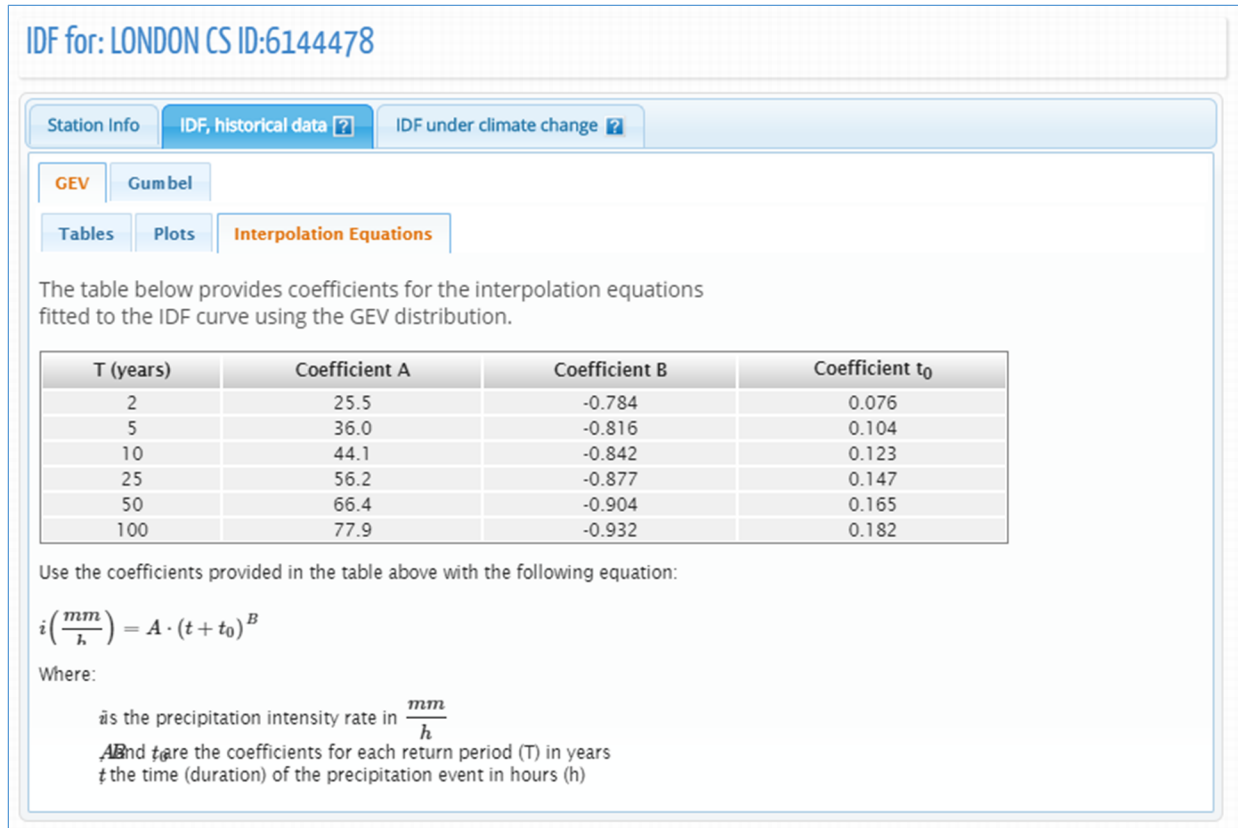 IDF for: LONDON CS ID:6144478
Station Info IDF, historical data ? IDF under climate change ?
GEV Gumbel
Tables Plots Interpolation Equations
The table below provides coefficients for the interpolation equations
fitted to the IDF curve using the GEV distribution.
T (years) Coefficient A Coefficient B Coefficient t₀
2 25.5 -0.784 0.076
5 36.0 -0.816 0.104
10 44.1 -0.842 0.123
25 56.2 -0.877 0.147
50 66.4 -0.904 0.165
100 77.9 -0.932 0.182
Use the coefficients provided in the table above with the following equation:
i(mm/h) = A · (t + t₀)^B
Where:
is the precipitation intensity rate in mm/h
t₀ are the coefficients for each return period (T) in years
t the time (duration) of the precipitation event in hours (h)